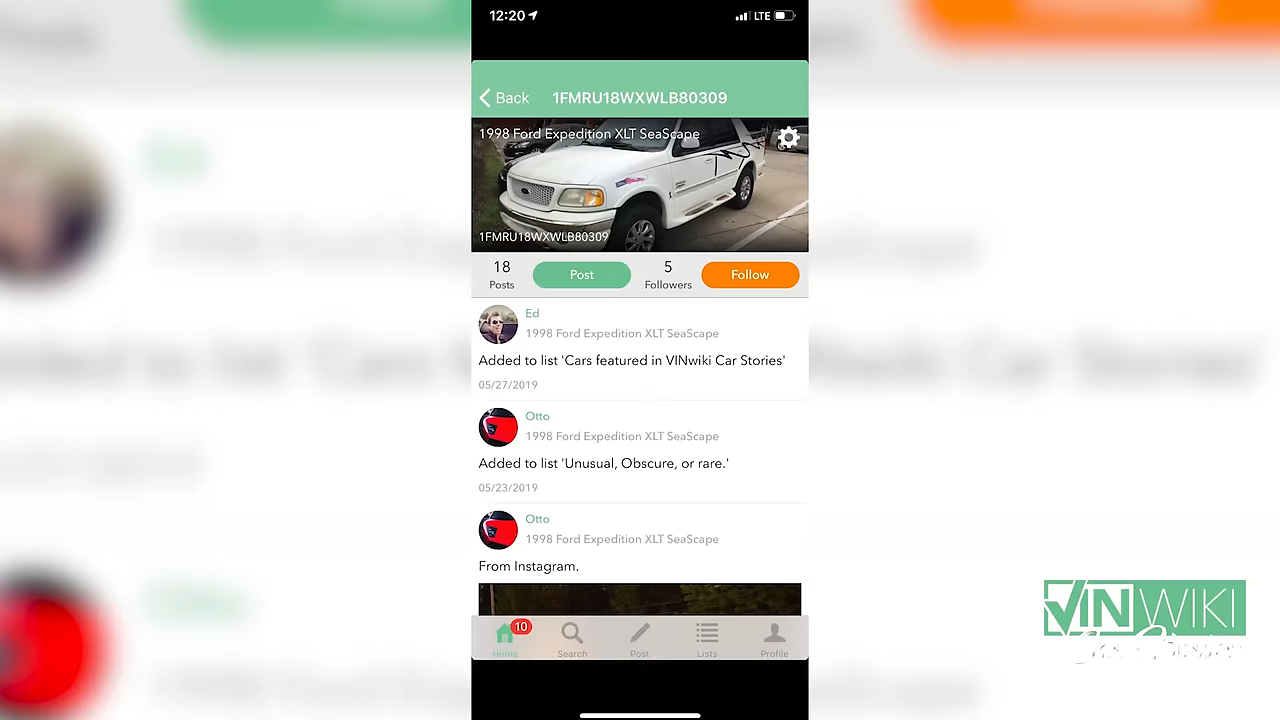 12:20
LTE
Back
1FMRU18WXWLB80309
1998 Ford Expedition XLT SeaScape
1FMRU18WXWLB80309
18
Posts
Post
5
Followers
Follow
Ed
1998 Ford Expedition XLT SeaScape
Added to list 'Cars featured in VINwiki Car Stories'
05/27/2019
Otto
1998 Ford Expedition XLT SeaScape
Added to list 'Unusual, Obscure, or rare.'
05/23/2019
Otto
1998 Ford Expedition XLT SeaScape
From Instagram.
10
Home
Search
Post
Lists
Profile
VINWIKI
Car Stories